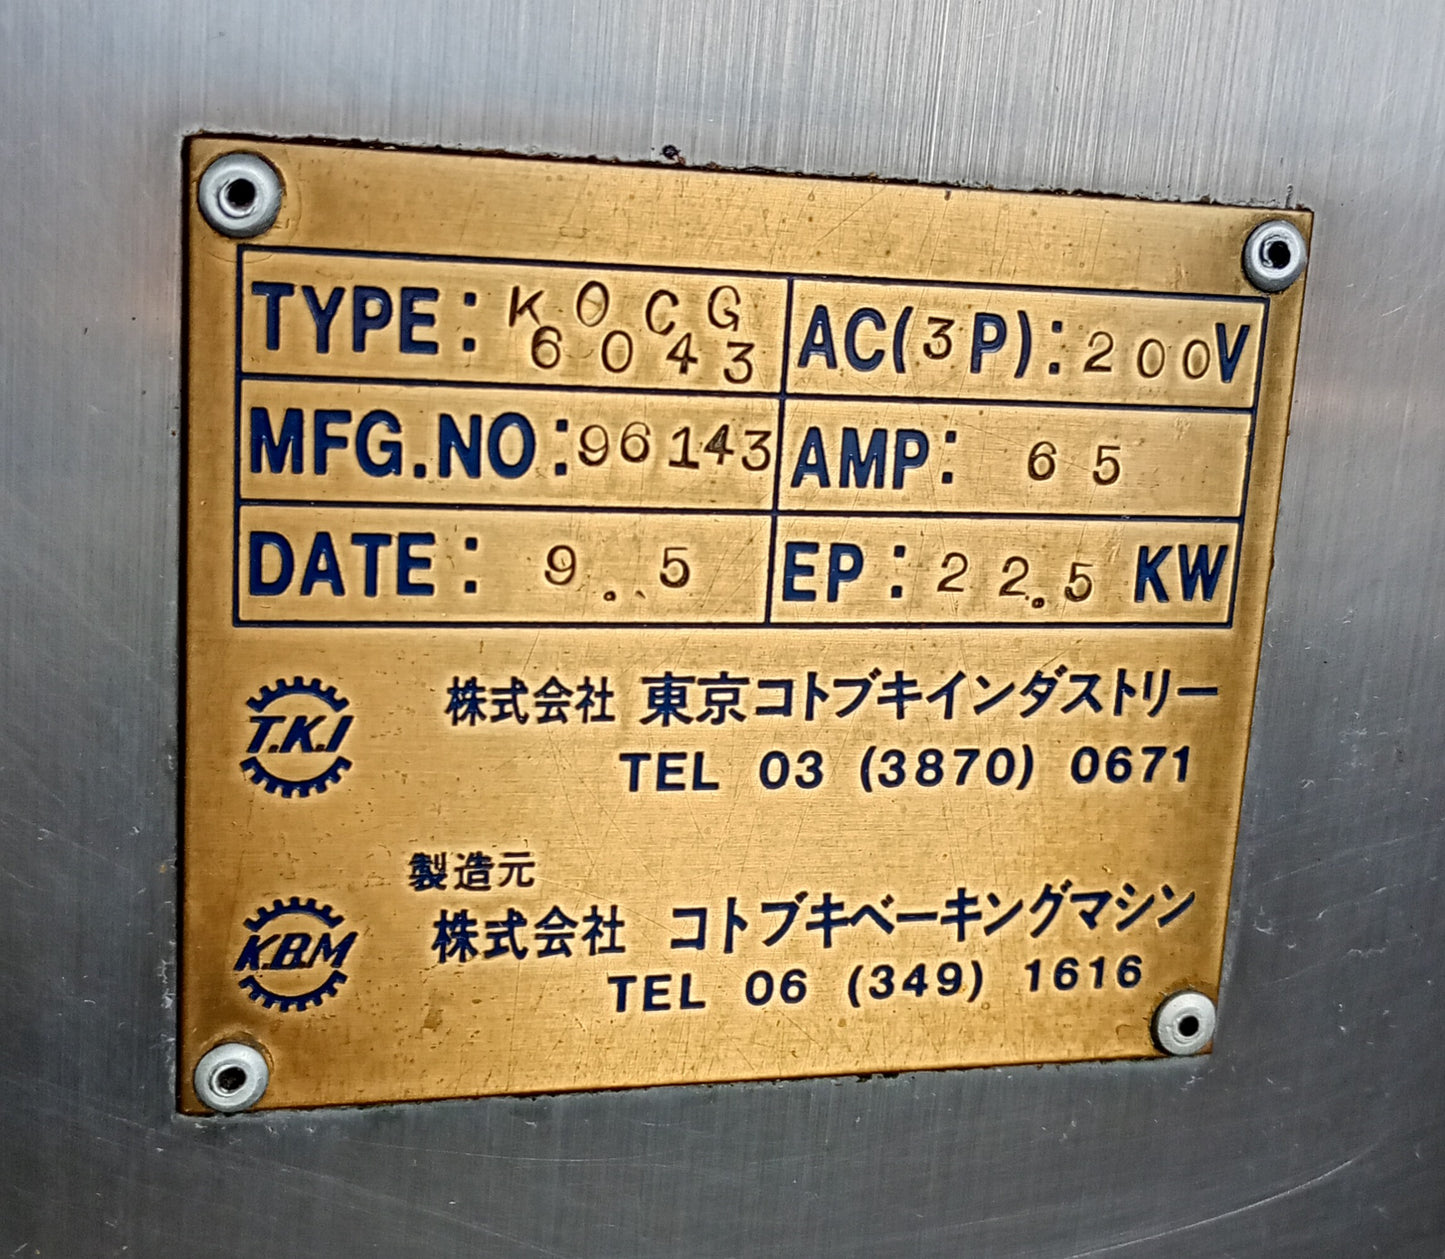 TYPE: KOCG 6043
AC(3P): 200V
MFG.NO: 96143
AMP: 65
DATE: 9.5
EP: 22.5 KW
T.K.I
株式会社 東京コトブキインダストリー
TEL 03 (3870) 0671
製造元
K.B.M
株式会社 コトブキベーキングマシン
TEL 06 (349) 1616